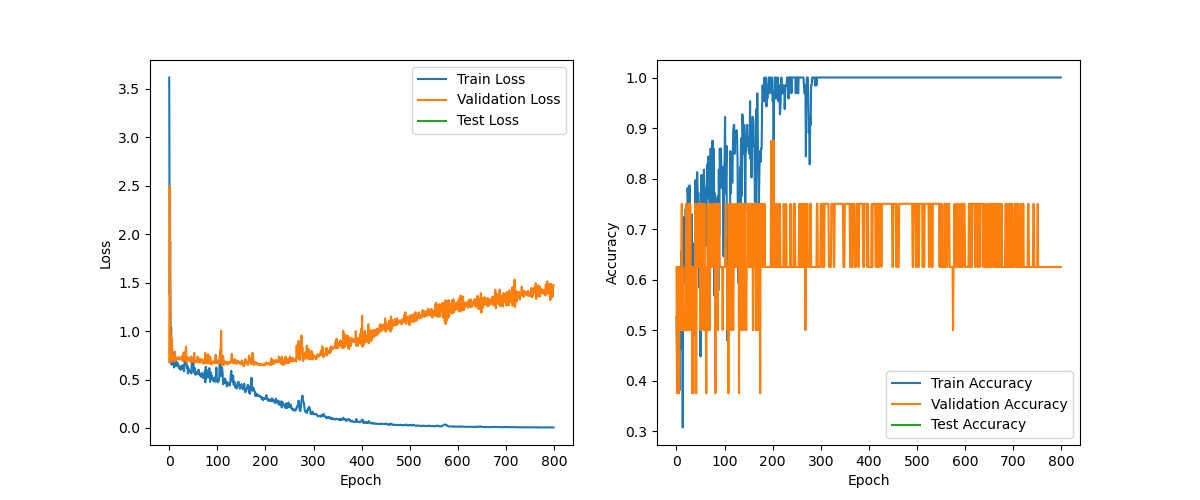 Train Loss
Validation Loss
Test Loss
3.5
3.0
2.5
2.0
1.5
1.0
0.5
0.0
Loss
0 100 200 300 400 500 600 700 800
Epoch
1.0
0.9
0.8
0.7
0.6
0.5
0.4
0.3
Accuracy
Train Accuracy
Validation Accuracy
Test Accuracy
0 100 200 300 400 500 600 700 800
Epoch